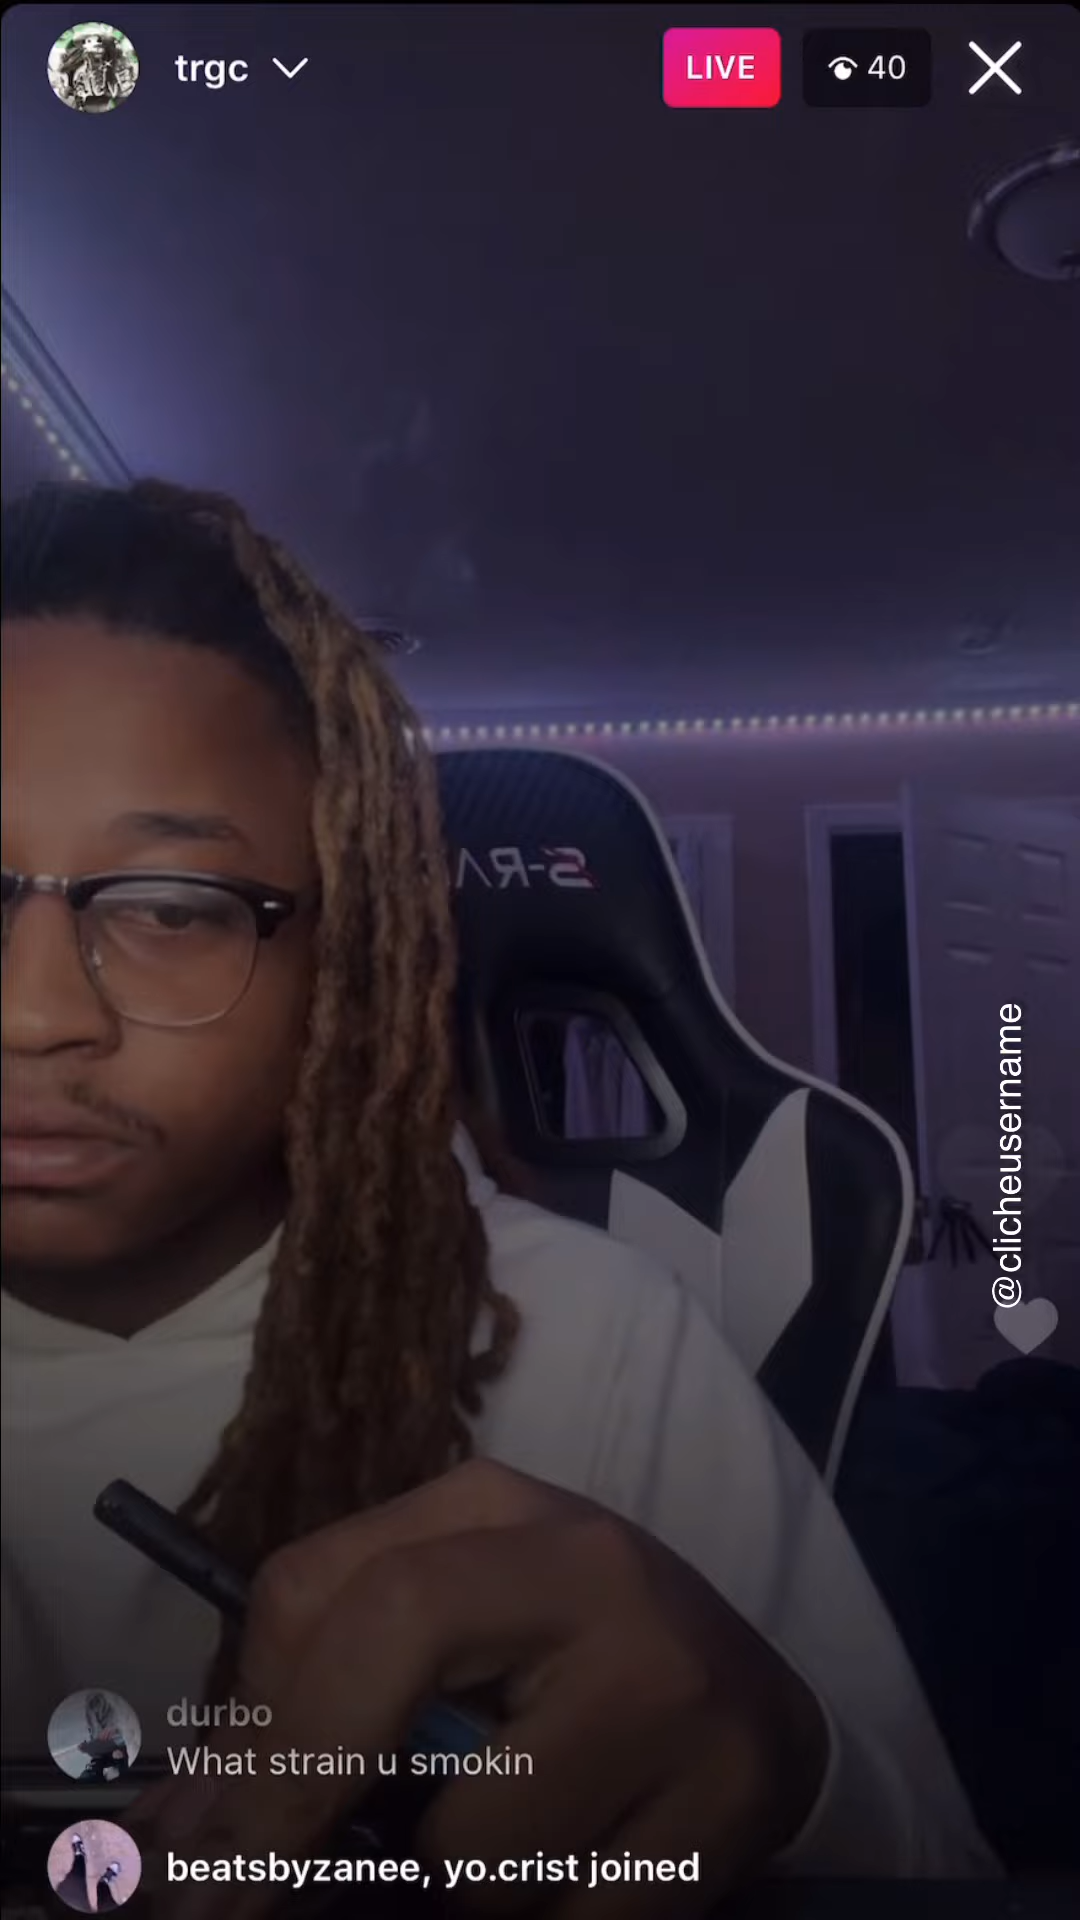 trgc
LIVE
40
@clicheusername
durbo
What strain u smokin
beatsbyzanee, yo.crist joined